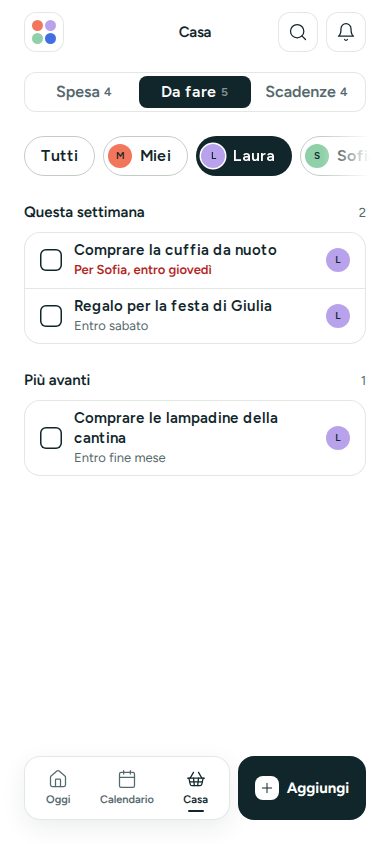 Casa
Spesa 4
Da fare 5
Scadenze 4
Tutti
M Miei
L Laura
S Sofi
Questa settimana 2
Comprare la cuffia da nuoto
Per Sofia, entro giovedì
L
Regalo per la festa di Giulia
Entro sabato
L
Più avanti 1
Comprare le lampadine della
cantina
Entro fine mese
L
Oggi
Calendario
Casa
Aggiungi